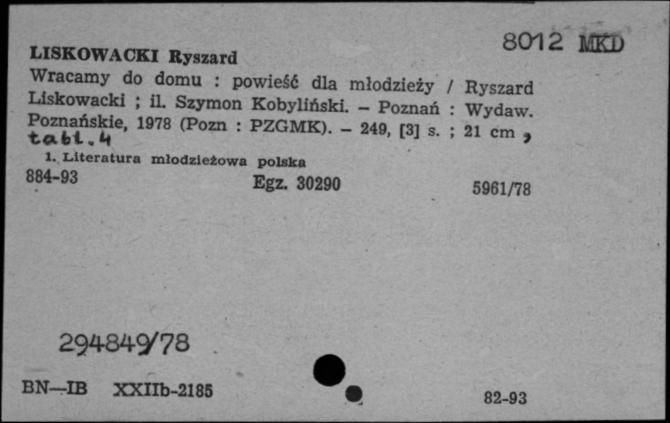 8012 MKD
LISKOWACKI Ryszard
Wracamy do domu : powieść dla młodzieży / Ryszard
Liskowacki ; il. Szymon Kobyliński. – Poznań : Wydaw.
Poznańskie, 1978 (Pozn : PZGMK). – 249, [3] s. ; 21 cm ,
tabl. 4
1. Literatura młodzieżowa polska
884-93 Egz. 30290 5961/78
294849/78
BN—IB XXIIb-2185
82-93